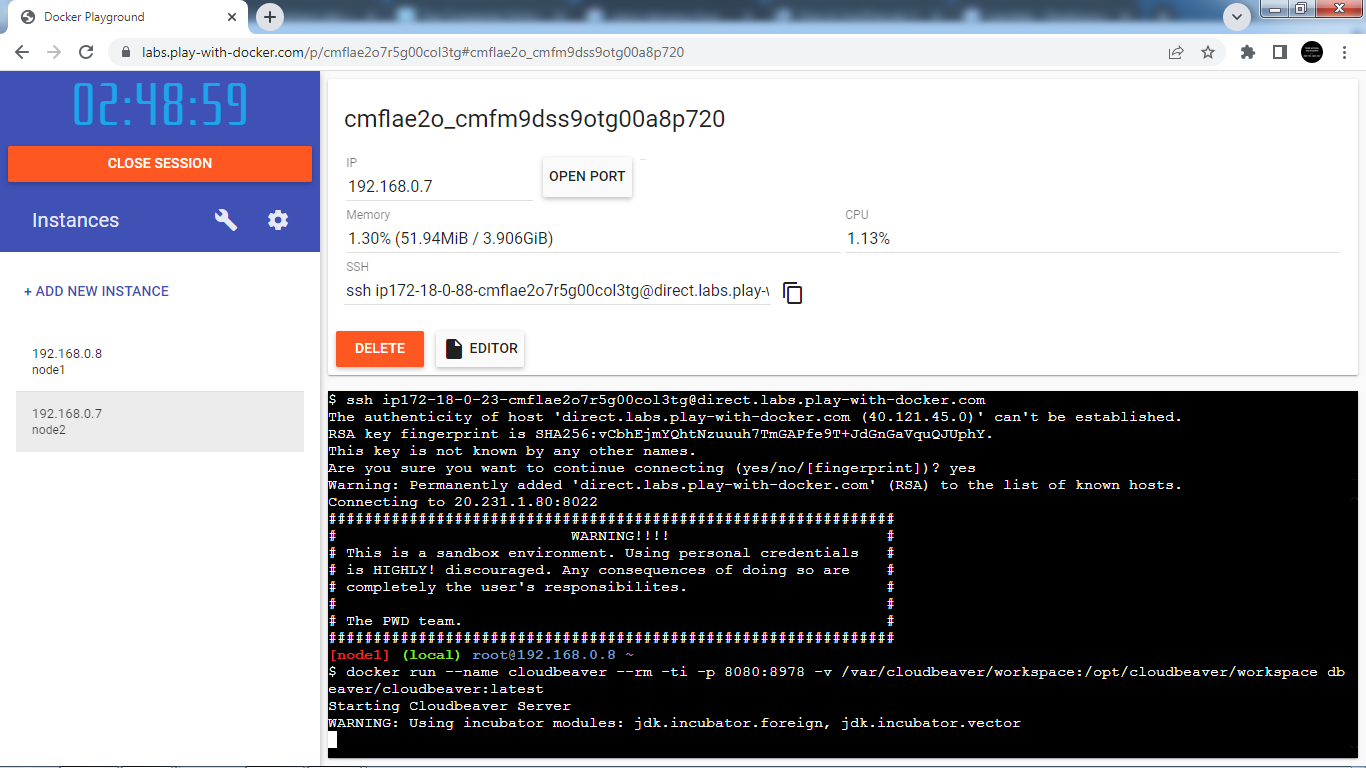 Docker Playground
labs.play-with-docker.com/p/cmflae2o7r5g00col3tg#cmflae2o_cmfm9dss9otg00a8p720
02:48:59
CLOSE SESSION
Instances
+ ADD NEW INSTANCE
192.168.0.8
node1
192.168.0.7
node2
cmflae2o_cmfm9dss9otg00a8p720
IP
192.168.0.7
OPEN PORT
Memory
1.30% (51.94MiB / 3.906GiB)
CPU
1.13%
SSH
ssh ip172-18-0-88-cmflae2o7r5g00col3tg@direct.labs.play-
DELETE
EDITOR
$ ssh ip172-18-0-23-cmflae2o7r5g00col3tg@direct.labs.play-with-docker.com
The authenticity of host 'direct.labs.play-with-docker.com (40.121.45.0)' can't be established.
RSA key fingerprint is SHA256:vCbhEjmYQhtNzuuuh7TmGAPfe9T+JdGnGaVquQJUphY.
This key is not known by any other names.
Are you sure you want to continue connecting (yes/no/[fingerprint])? yes
Warning: Permanently added 'direct.labs.play-with-docker.com' (RSA) to the list of known hosts.
Connecting to 20.231.1.80:8022
###############################################################
#                          WARNING!!!!                        #
# This is a sandbox environment. Using personal credentials   #
# is HIGHLY! discouraged. Any consequences of doing so are    #
# completely the user's responsibilites.                      #
#                                                             #
# The PWD team.                                               #
###############################################################
[node1] (local) root@192.168.0.8 ~
$ docker run --name cloudbeaver --rm -ti -p 8080:8978 -v /var/cloudbeaver/workspace:/opt/cloudbeaver/workspace db
eaver/cloudbeaver:latest
Starting Cloudbeaver Server
WARNING: Using incubator modules: jdk.incubator.foreign, jdk.incubator.vector